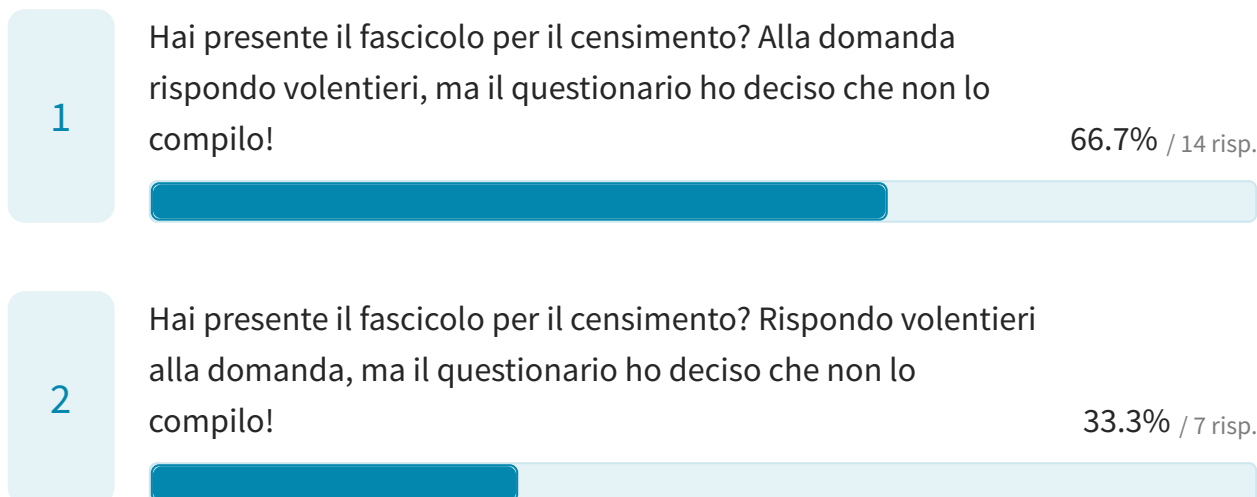 1
Hai presente il fascicolo per il censimento? Alla domanda
rispondo volentieri, ma il questionario ho deciso che non lo
compilo!
66.7% / 14 risp.
2
Hai presente il fascicolo per il censimento? Rispondo volentieri
alla domanda, ma il questionario ho deciso che non lo
compilo!
33.3% / 7 risp.